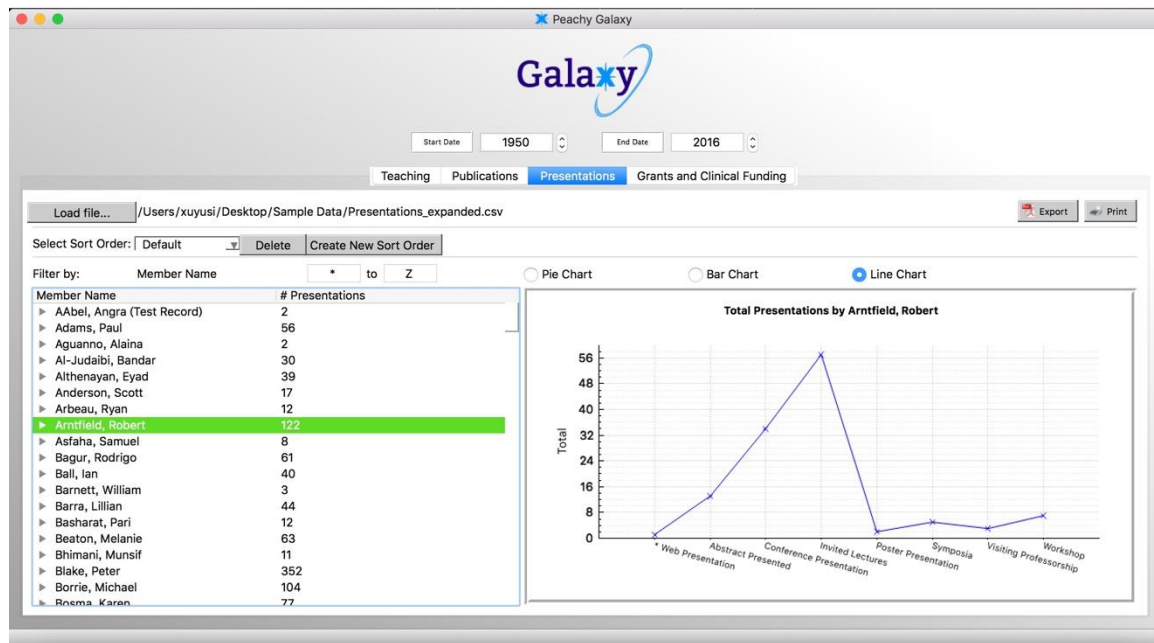 Peachy Galaxy
Galaxy
Start Date 1950 End Date 2016
Teaching Publications Presentations Grants and Clinical Funding
Load file... /Users/xuyusi/Desktop/Sample Data/Presentations_expanded.csv Export Print
Select Sort Order: Default Delete Create New Sort Order
Filter by: Member Name * to Z Pie Chart Bar Chart Line Chart
Member Name # Presentations
AAbel, Angra (Test Record) 2
Adams, Paul 56
Aguanno, Alaina 2
Al-Judaibi, Bandar 30
Althenayan, Eyad 39
Anderson, Scott 17
Arbeau, Ryan 12
Arntfield, Robert 122
Asfaha, Samuel 8
Bagur, Rodrigo 61
Ball, Ian 40
Barnett, William 3
Barra, Lillian 44
Basharat, Pari 12
Beaton, Melanie 63
Bhimani, Munsif 11
Blake, Peter 352
Borrie, Michael 104
Bosma, Karen 77
Total Presentations by Arntfield, Robert
Total
56
48
40
32
24
16
8
0
* Web Presentation
Abstract Presented
Conference Presentation
Invited Lectures
Poster Presentation
Symposia
Visiting Professorship
Workshop